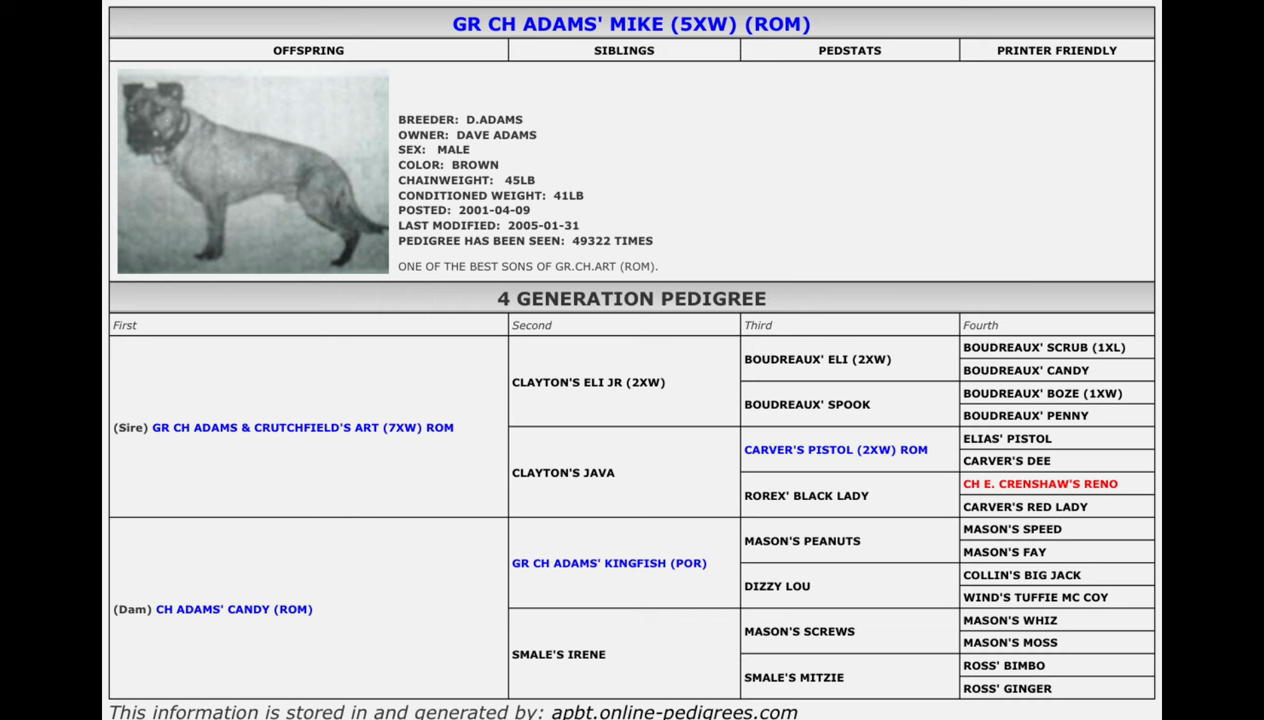 GR CH ADAMS' MIKE (5XW) (ROM)
OFFSPRING SIBLINGS PEDSTATS PRINTER FRIENDLY
BREEDER: D.ADAMS
OWNER: DAVE ADAMS
SEX: MALE
COLOR: BROWN
CHAINWEIGHT: 45LB
CONDITIONED WEIGHT: 41LB
POSTED: 2001-04-09
LAST MODIFIED: 2005-01-31
PEDIGREE HAS BEEN SEEN: 49322 TIMES
ONE OF THE BEST SONS OF GR.CH.ART (ROM).
4 GENERATION PEDIGREE
First Second Third Fourth
(Sire) GR CH ADAMS & CRUTCHFIELD'S ART (7XW) ROM
CLAYTON'S ELI JR (2XW)
BOUDREAUX' ELI (2XW)
BOUDREAUX' SCRUB (1XL)
BOUDREAUX' CANDY
BOUDREAUX' SPOOK
BOUDREAUX' BOZE (1XW)
BOUDREAUX' PENNY
CLAYTON'S JAVA
CARVER'S PISTOL (2XW) ROM
ELIAS' PISTOL
CARVER'S DEE
ROREX' BLACK LADY
CH E. CRENSHAW'S RENO
CARVER'S RED LADY
(Dam) CH ADAMS' CANDY (ROM)
GR CH ADAMS' KINGFISH (POR)
MASON'S PEANUTS
MASON'S SPEED
MASON'S FAY
DIZZY LOU
COLLIN'S BIG JACK
WIND'S TUFFIE MC COY
SMALE'S IRENE
MASON'S SCREWS
MASON'S WHIZ
MASON'S MOSS
SMALE'S MITZIE
ROSS' BIMBO
ROSS' GINGER
This information is stored in and generated by: apbt.online-pedigrees.com